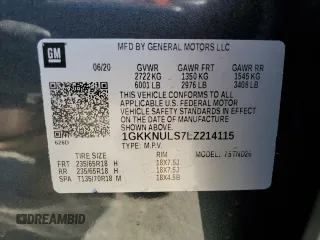 GM
MFD BY GENERAL MOTORS LLC
06/20 GVWR GAWR FRT GAWR RR
2722 KG 1350 KG 1545 KG
6001 LB 2976 LB 3406 LB
THIS VEHICLE CONFORMS TO ALL
APPLICABLE U.S. FEDERAL MOTOR
VEHICLE SAFETY STANDARDS IN
EFFECT ON THE DATE OF
MANUFACTURE SHOWN ABOVE.
1GKKNULS7LZ214115
TYPE: M.P.V. MODEL:
TIRE SIZE RIM
FRT 235/65R18 H 18X7.5J
RR 235/65R18 H 18X7.5J
SPA T135/70R18 M 18X4.5B
©DREAMBID